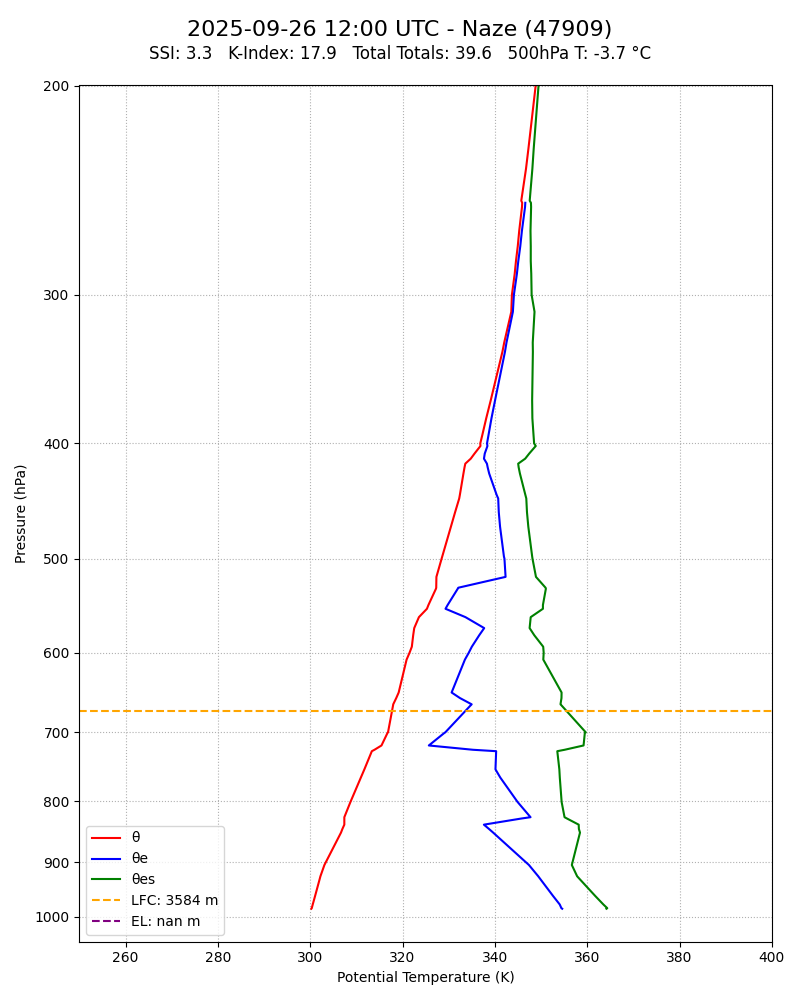 2025-09-26 12:00 UTC - Naze (47909)
SSI: 3.3   K-Index: 17.9   Total Totals: 39.6   500hPa T: -3.7 °C
200
300
400
500
600
700
800
900
1000
Pressure (hPa)
θ
θe
θes
LFC: 3584 m
EL: nan m
260 280 300 320 340 360 380 400
Potential Temperature (K)